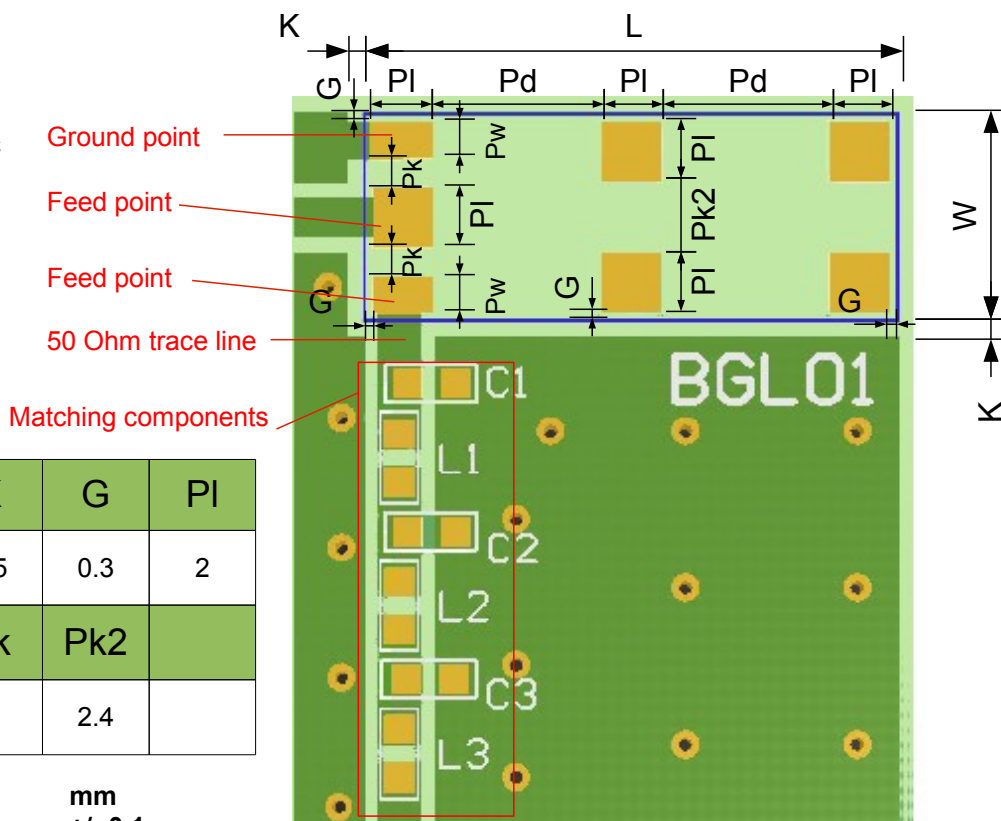 K
L
G
Pl
Pd
Pl
Pd
Pl
Ground point
Pw
Pk
Pl
Feed point
Pl
Pk2
W
Feed point
Pk
Pw
G
Pl
G
G
50 Ohm trace line
K
Matching components
C1
BGLO1
L1
C2
L2
C3
L3
G
Pl
5
0.3
2
k
Pk2
2.4
mm